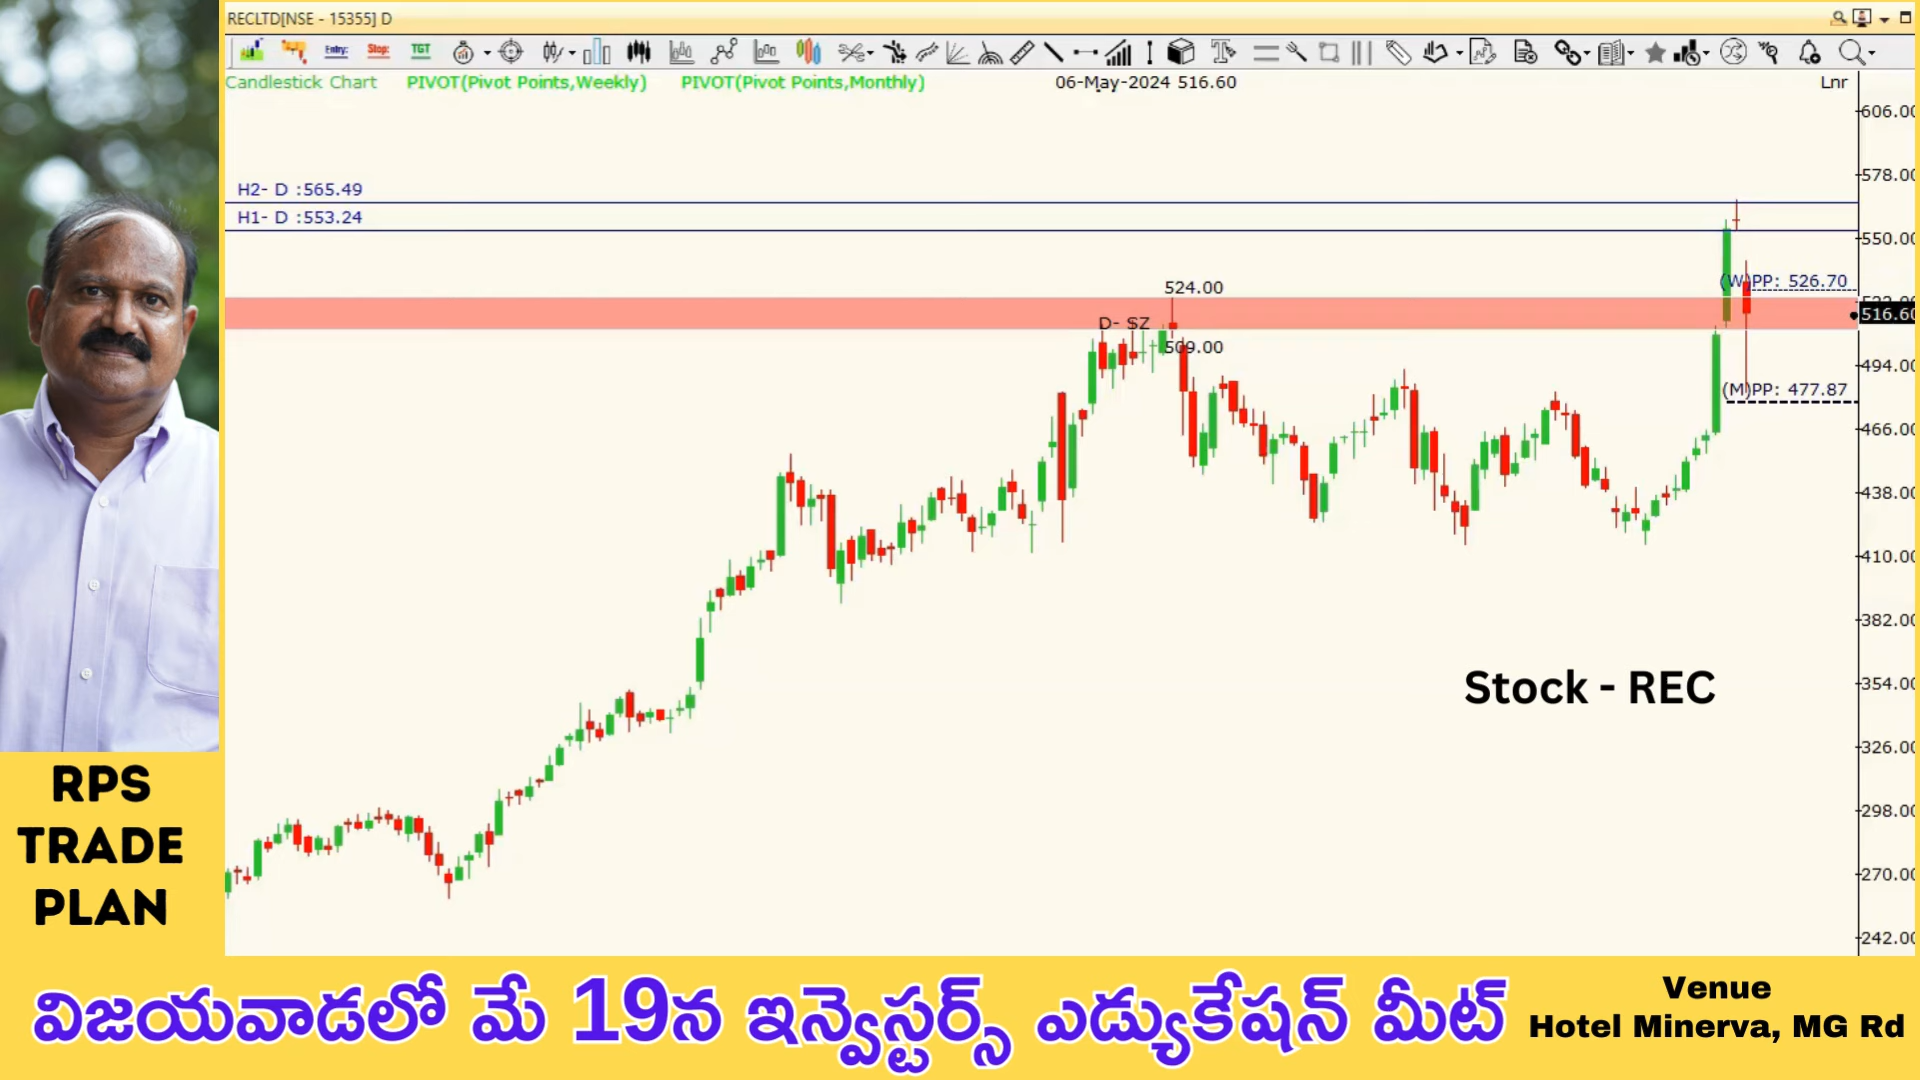 RECLTD[NSE - 15355] D
Entry: Stop: TGT
Candlestick Chart PIVOT(Pivot Points,Weekly) PIVOT(Pivot Points,Monthly) 06-May-2024 516.60 Lnr
606.00
578.00
H2- D :565.49
H1- D :553.24
550.00
(W)PP: 526.70
524.00
516.60
D- SZ
509.00
494.00
(M)PP: 477.87
466.00
438.00
410.00
382.00
354.00
Stock - REC
326.00
298.00
270.00
242.00
RPS
TRADE
PLAN
విజయవాడలో మే 19న ఇన్వెస్టర్స్ ఎడ్యుకేషన్ మీట్
Venue
Hotel Minerva, MG Rd